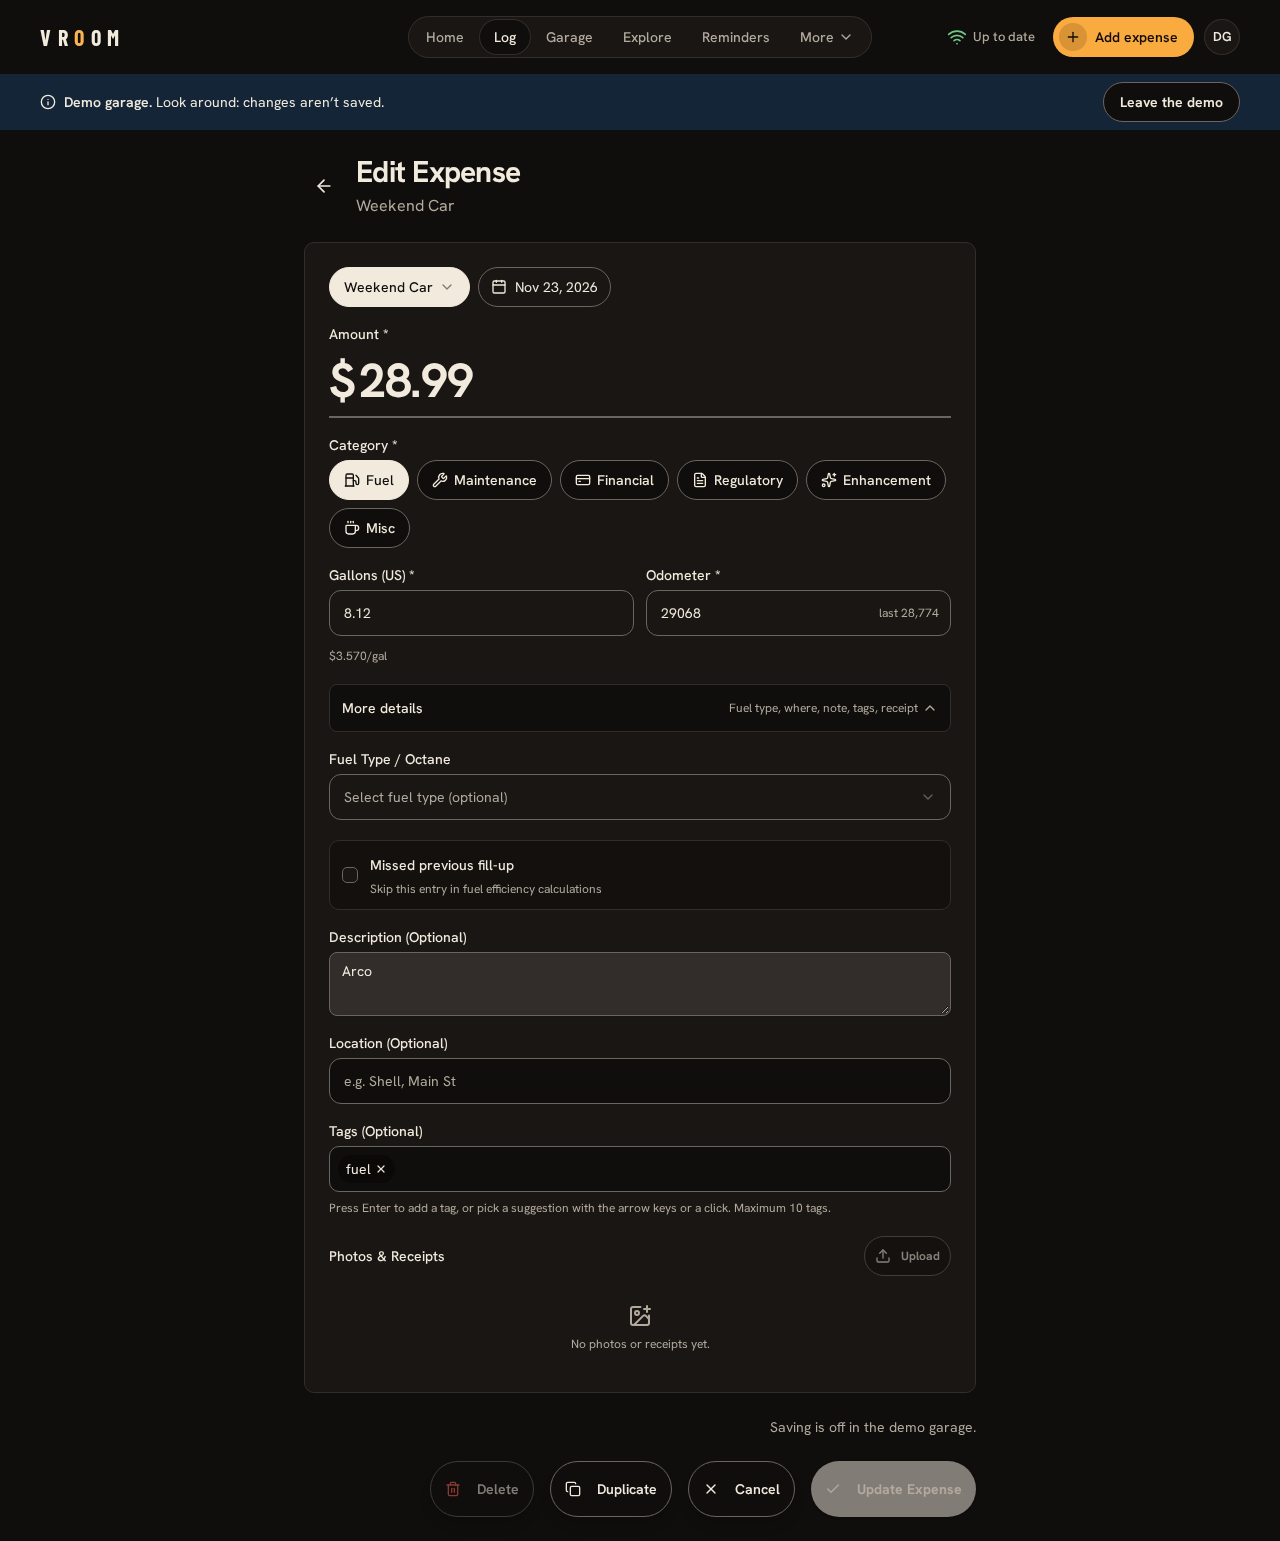 VROOM
Home Log Garage Explore Reminders More
Up to date
Add expense
DG
Demo garage. Look around: changes aren’t saved.
Leave the demo
Edit Expense
Weekend Car
Weekend Car
Nov 23, 2026
Amount *
$28.99
Category *
Fuel Maintenance Financial Regulatory Enhancement
Misc
Gallons (US) * Odometer *
8.12 29068 last 28,774
$3.570/gal
More details Fuel type, where, note, tags, receipt
Fuel Type / Octane
Select fuel type (optional)
Missed previous fill-up
Skip this entry in fuel efficiency calculations
Description (Optional)
Arco
Location (Optional)
e.g. Shell, Main St
Tags (Optional)
fuel ×
Press Enter to add a tag, or pick a suggestion with the arrow keys or a click. Maximum 10 tags.
Photos & Receipts Upload
No photos or receipts yet.
Saving is off in the demo garage.
Delete Duplicate Cancel Update Expense